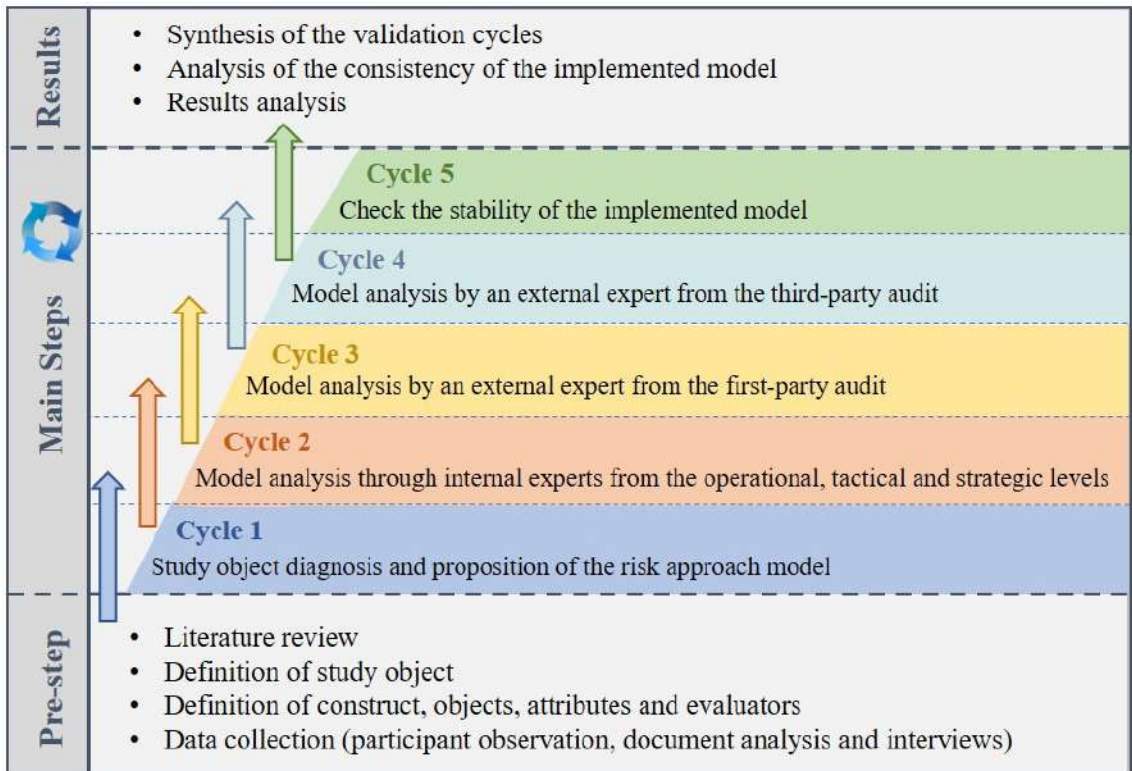 Results
• Synthesis of the validation cycles
• Analysis of the consistency of the implemented model
• Results analysis
Main Steps
Cycle 5
Check the stability of the implemented model
Cycle 4
Model analysis by an external expert from the third-party audit
Cycle 3
Model analysis by an external expert from the first-party audit
Cycle 2
Model analysis through internal experts from the operational, tactical and strategic levels
Cycle 1
Study object diagnosis and proposition of the risk approach model
Pre-step
• Literature review
• Definition of study object
• Definition of construct, objects, attributes and evaluators
• Data collection (participant observation, document analysis and interviews)